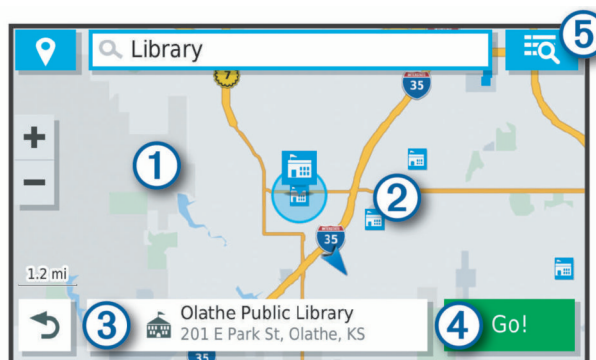 Library
5
7
35
+
1
−
2
35
1.2 mi
3
Olathe Public Library
201 E Park St, Olathe, KS
4
Go!
35